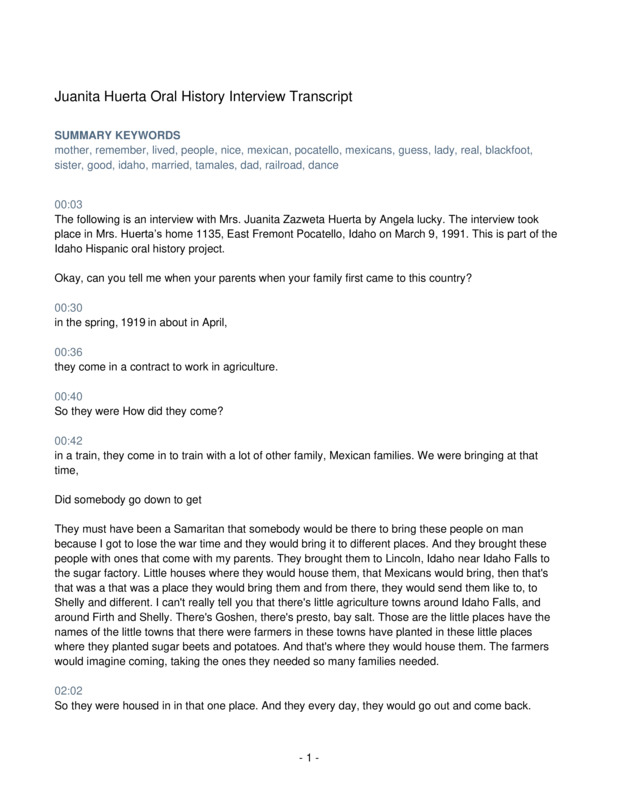 Juanita Huerta Oral History Interview Transcript
SUMMARY KEYWORDS
mother, remember, lived, people, nice, mexican, pocatello, mexicans, guess, lady, real, blackfoot,
sister, good, idaho, married, tamales, dad, railroad, dance
00:03
The following is an interview with Mrs. Juanita Zazweta Huerta by Angela lucky. The interview took
place in Mrs. Huerta's home 1135, East Fremont Pocatello, Idaho on March 9, 1991. This is part of the
Idaho Hispanic oral history project.
Okay, can you tell me when your parents when your family first came to this country?
00:30
in the spring, 1919 in about in April,
00:36
they come in a contract to work in agriculture.
00:40
So they were How did they come?
00:42
in a train, they come in to train with a lot of other family, Mexican families. We were bringing at that
time,
Did somebody go down to get
They must have been a Samaritan that somebody would be there to bring these people on man
because I got to lose the war time and they would bring it to different places. And they brought these
people with ones that come with my parents. They brought them to Lincoln, Idaho near Idaho Falls to
the sugar factory. Little houses where they would house them, that Mexicans would bring, then that's
that was a that was a place they would bring them and from there, they would send them like to, to
Shelly and different. I can't really tell you that there's little agriculture towns around Idaho Falls, and
around Firth and Shelly. There's Goshen, there's presto, bay salt. Those are the little places have the
names of the little towns that there were farmers in these towns have planted in these little places
where they planted sugar beets and potatoes. And that's where they would house them. The farmers
would imagine coming, taking the ones they needed so many families needed.
02:02
So they were housed in in that one place. And they every day, they would go out and come back.
- 1 -